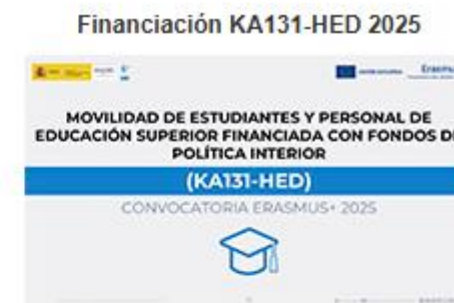 Financiación KA131-HED 2025
Erasmus
MOVILIDAD DE ESTUDIANTES Y PERSONAL DE
EDUCACIÓN SUPERIOR FINANCIADA CON FONDOS DE
POLÍTICA INTERIOR
(KA131-HED)
CONVOCATORIA ERASMUS+ 2025